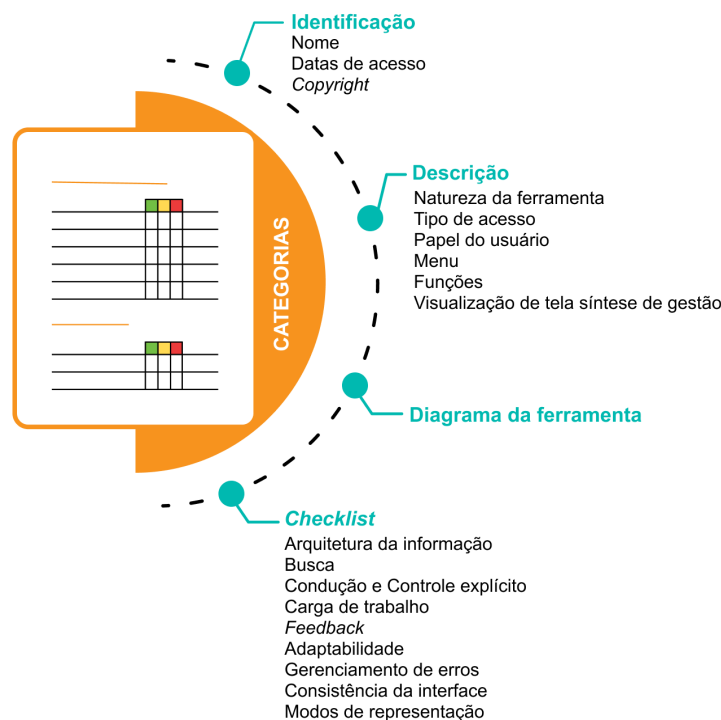 Identificação
Nome
Datas de acesso
Copyright
CATEGORIAS
Descrição
Natureza da ferramenta
Tipo de acesso
Papel do usuário
Menu
Funções
Visualização de tela síntese de gestão
Diagrama da ferramenta
Checklist
Arquitetura da informação
Busca
Condução e Controle explícito
Carga de trabalho
Feedback
Adaptabilidade
Gerenciamento de erros
Consistência da interface
Modos de representação